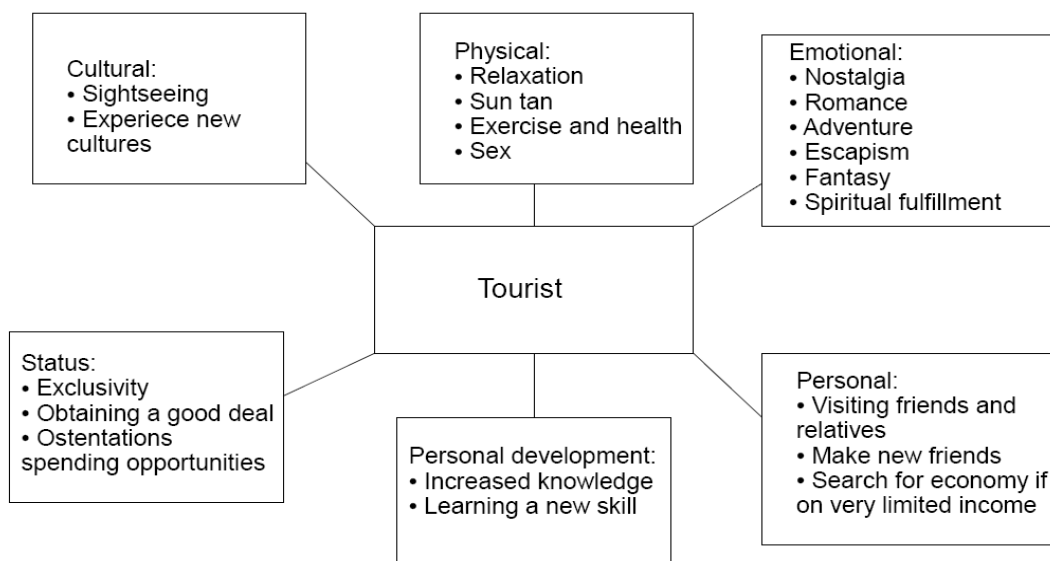 Cultural:
• Sightseeing
• Experiece new
cultures
Physical:
• Relaxation
• Sun tan
• Exercise and health
• Sex
Emotional:
• Nostalgia
• Romance
• Adventure
• Escapism
• Fantasy
• Spiritual fulfillment
Tourist
Status:
• Exclusivity
• Obtaining a good deal
• Ostentations
spending opportunities
Personal development:
• Increased knowledge
• Learning a new skill
Personal:
• Visiting friends and
relatives
• Make new friends
• Search for economy if
on very limited income